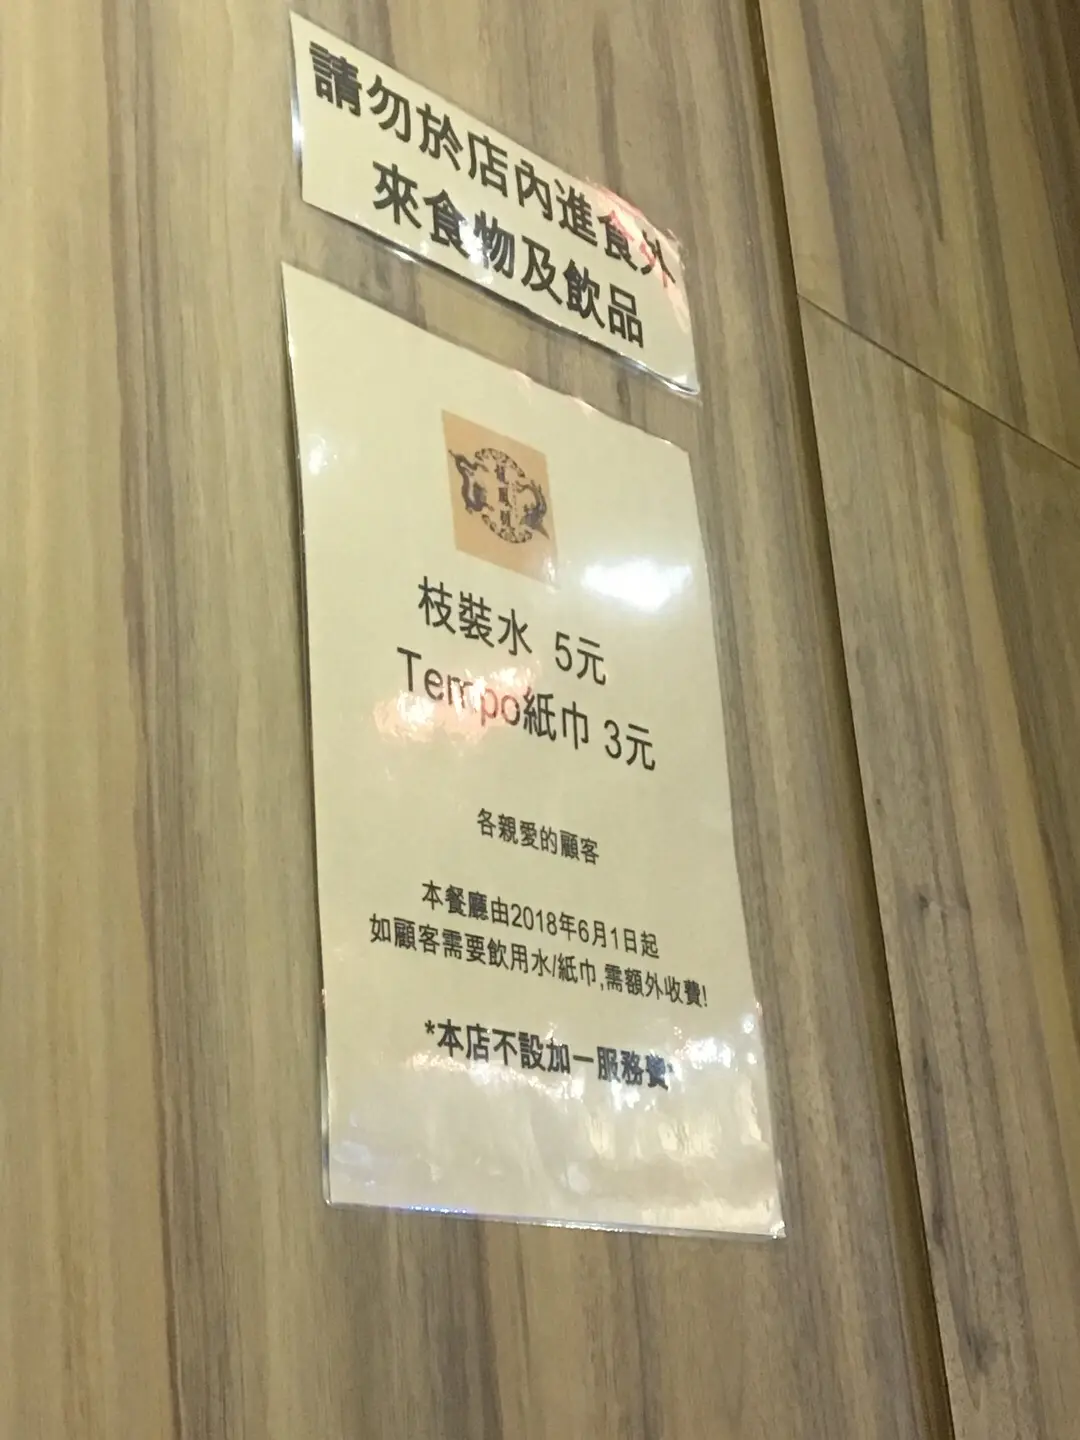 請勿於店內進食外
來食物及飲品
枝裝水 5元
Tempo紙巾 3元
各親愛的顧客
本餐廳由2018年6月1日起
如顧客需要飲用水/紙巾,需額外收費!
*本店不設加一服務費*